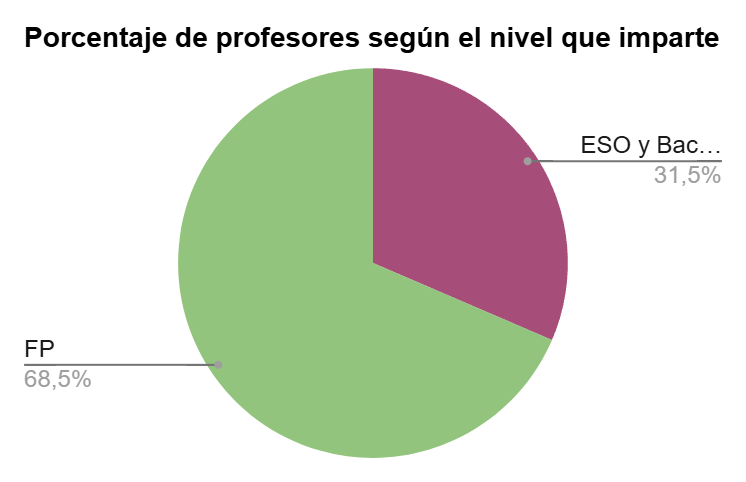 Porcentaje de profesores según el nivel que imparte
ESO y Bac…
31,5%
FP
68,5%